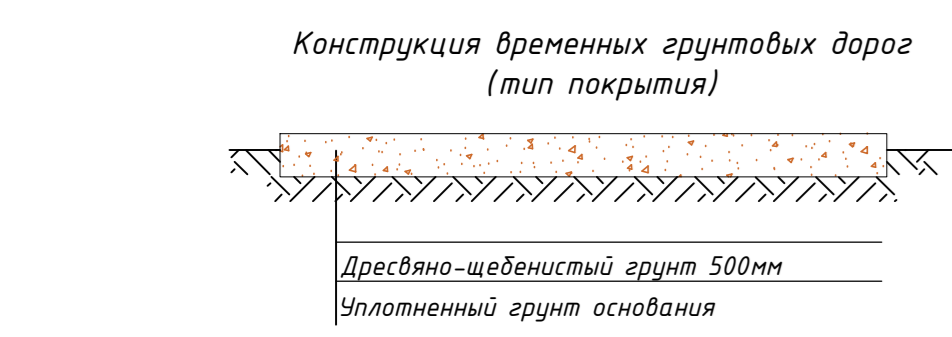 Конструкция временных грунтовых дорог
(тип покрытия)
Дресвяно-щебенистый грунт 500мм
Уплотненный грунт основания